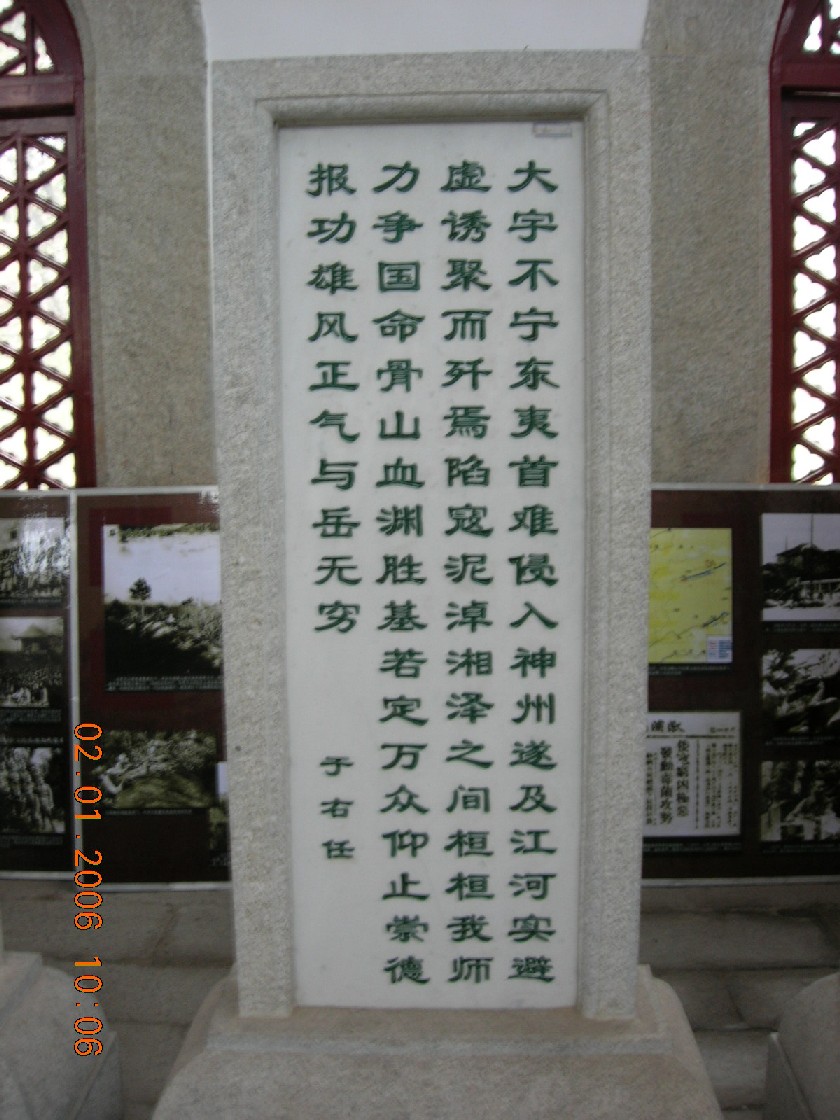 大宇不宁东夷首难侵入神州遂及江河实避
虚诱聚而歼焉陷寇泥淖湘泽之间桓桓我师
力争国命骨山血渊胜基若定万众仰止崇德
报功雄风正气与岳无穷
于右任
02.01.2006 10:06